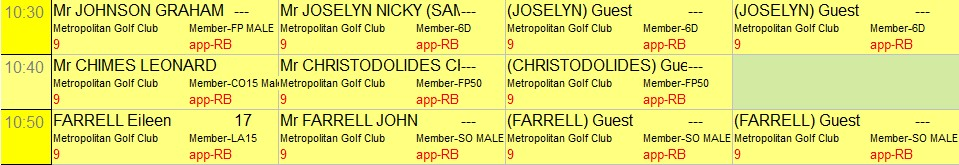 10:30 Mr JOHNSON GRAHAM --- Mr JOSELYN NICKY (SAM--- (JOSELYN) Guest --- (JOSELYN) Guest ---
Metropolitan Golf Club Member-FP MALE Metropolitan Golf Club Member-6D Metropolitan Golf Club Member-6D Metropolitan Golf Club Member-6D
9 app-RB 9 app-RB 9 app-RB 9 app-RB
10:40 Mr CHIMES LEONARD Mr CHRISTODOLIDES CI--- (CHRISTODOLIDES) Gue---
Metropolitan Golf Club Member-CO15 Mal Metropolitan Golf Club Member-FP50 Metropolitan Golf Club Member-FP50
9 app-RB 9 app-RB 9 app-RB
10:50 FARRELL Eileen 17 Mr FARRELL JOHN --- (FARRELL) Guest --- (FARRELL) Guest ---
Metropolitan Golf Club Member-LA15 Metropolitan Golf Club Member-SO MALE Metropolitan Golf Club Member-SO MALE Metropolitan Golf Club Member-SO MALE
9 app-RB 9 app-RB 9 app-RB 9 app-RB